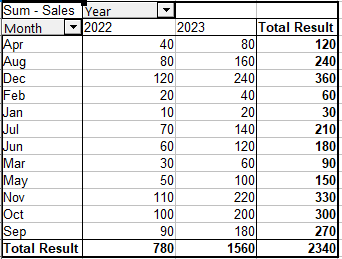 Sum - Sales Year
Month 2022 2023 Total Result
Apr 40 80 120
Aug 80 160 240
Dec 120 240 360
Feb 20 40 60
Jan 10 20 30
Jul 70 140 210
Jun 60 120 180
Mar 30 60 90
May 50 100 150
Nov 110 220 330
Oct 100 200 300
Sep 90 180 270
Total Result 780 1560 2340